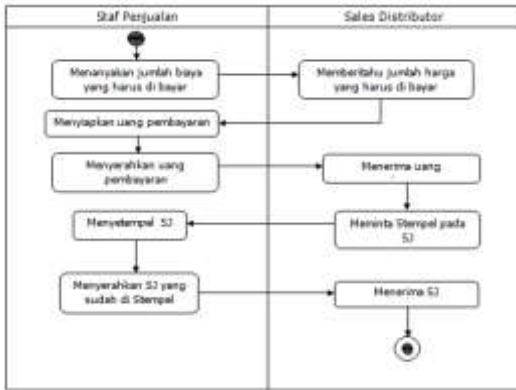 Staf Penjualan
Sales Distributor
Menanyakan jumlah biaya
yang harus di bayar
Memberitahu jumlah harga
yang harus di bayar
Menyiapkan uang pembayaran
Menyerahkan uang
pembayaran
Menerima uang
Menyetempel SJ
Meminta Stempel pada
SJ
Menyerahkan SJ yang
sudah di Stempel
Menerima SJ